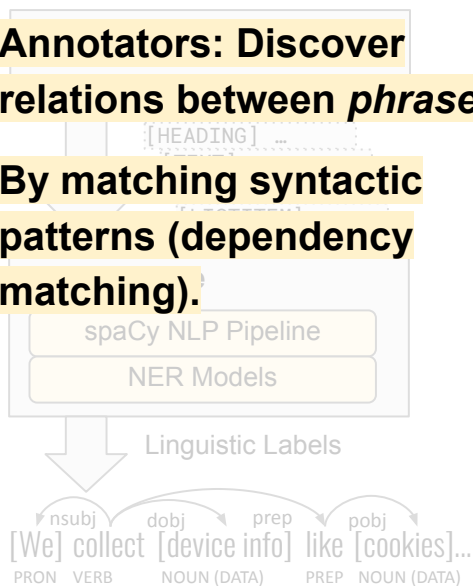 Annotators: Discover
relations between phrase
[HEADING] …
By matching syntactic
patterns (dependency
matching).
spaCy NLP Pipeline
NER Models
Linguistic Labels
nsubj dobj prep pobj
[We] collect [device info] like [cookies]...
PRON VERB NOUN (DATA) PREP NOUN (DATA)